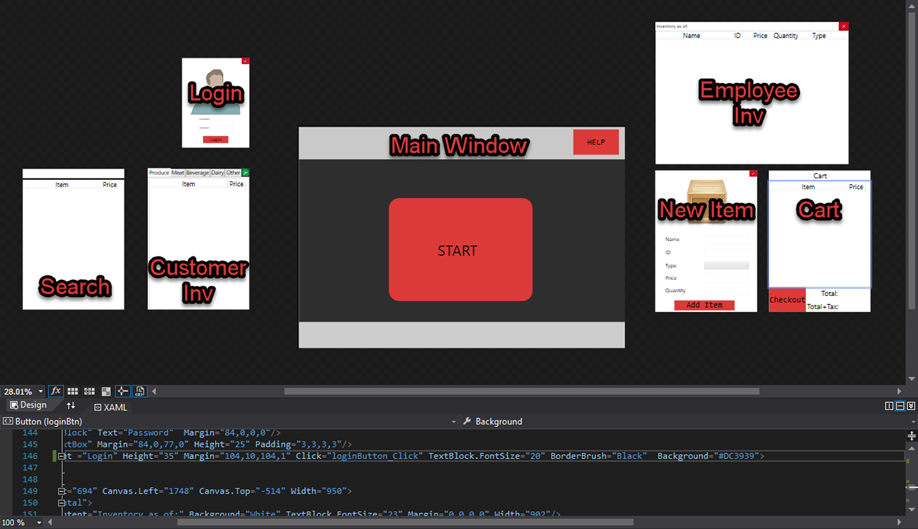 Inventory as of:
Name ID Price Quantity Type
Employee
Inv
Login
Main Window
HELP
START
Item Price
Search
Produce Meat Beverage Dairy Other
Item Price
Customer
Inv
New Item
Name
ID
Type
Price
Quantity
Add Item
Cart
Item Price
Cart
Checkout
Total:
Total+Tax:
28.01% fx
Design XAML
Button (loginBtn) Background
144 lock" Text="Password" Margin="84,0,0,0"/>
145 ctBox" Margin="84,0,77,0" Height="25" Padding="3,3,3,3"/>
146 t ="Login" Height="35" Margin="104,10,104,1" Click="loginButton_Click" TextBlock.FontSize="20" BorderBrush="Black" Background="#DC3939">
147
148
149 ="694" Canvas.Left="1748" Canvas.Top="-514" Width="950">
150 tal">
151 tent="Inventory as of:" Background="White" TextBlock.FontSize="23" Margin="0,0,0,0" Width="902"/>
100 %